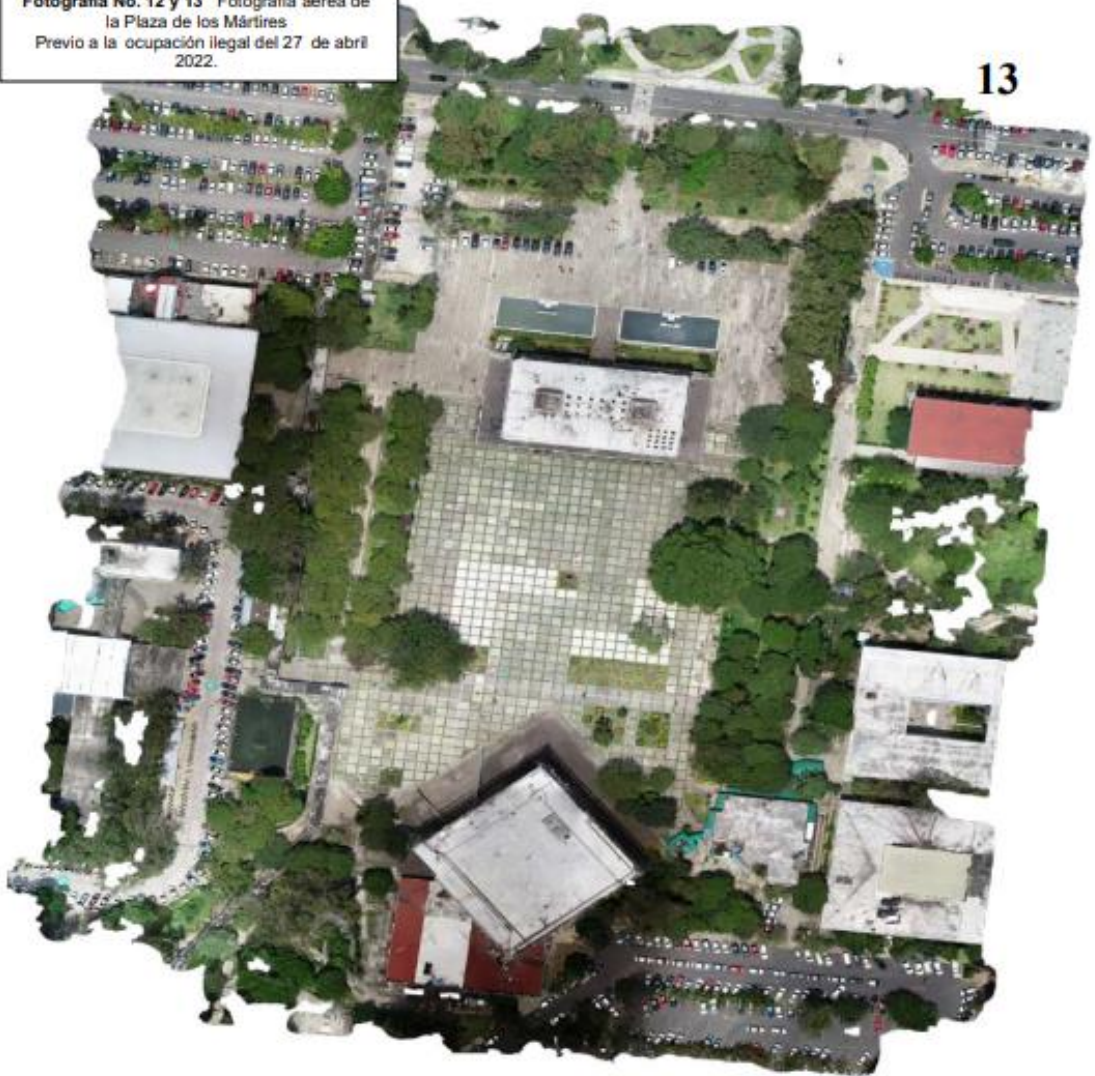 Fotografía No. 12 y 13 Fotografía aérea de
la Plaza de los Mártires
Previo a la ocupación ilegal del 27 de abril
2022.
13